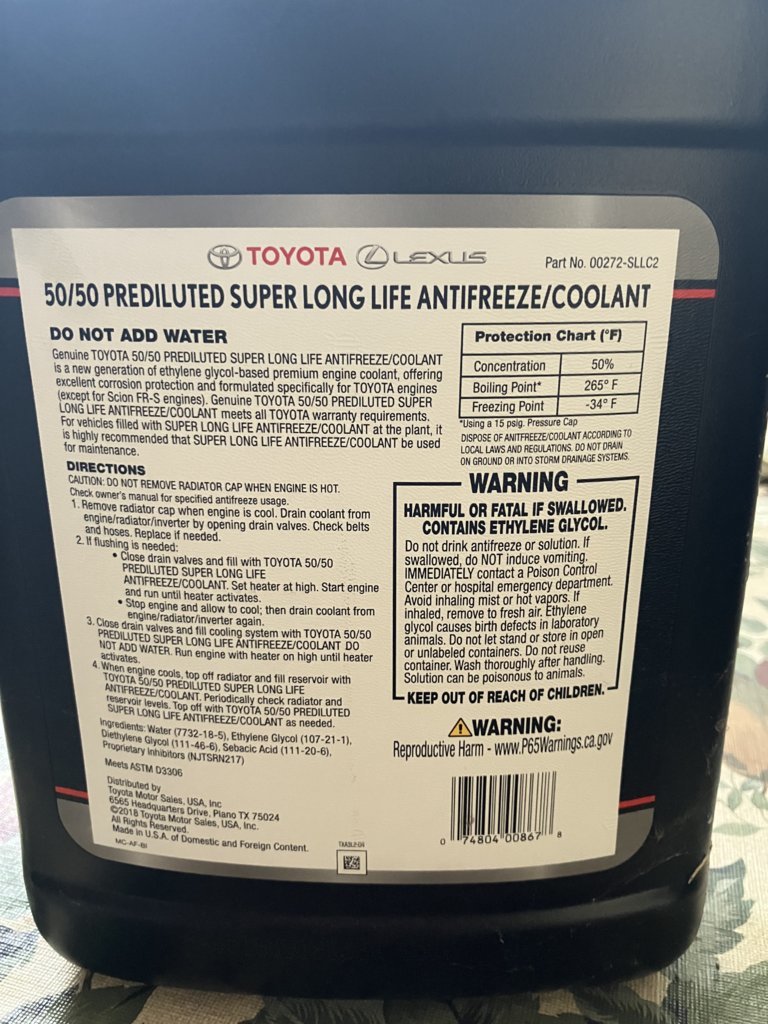 TOYOTA LEXUS
Part No. 00272-SLLC2
50/50 PREDILUTED SUPER LONG LIFE ANTIFREEZE/COOLANT
DO NOT ADD WATER
Genuine TOYOTA 50/50 PREDILUTED SUPER LONG LIFE ANTIFREEZE/COOLANT
is a new generation of ethylene glycol-based premium engine coolant, offering
excellent corrosion protection and formulated specifically for TOYOTA engines
(except for Scion FR-S engines). Genuine TOYOTA 50/50 PREDILUTED SUPER
LONG LIFE ANTIFREEZE/COOLANT meets all TOYOTA warranty requirements.
For vehicles filled with SUPER LONG LIFE ANTIFREEZE/COOLANT at the plant, it
is highly recommended that SUPER LONG LIFE ANTIFREEZE/COOLANT be used
for maintenance.
DIRECTIONS
CAUTION: DO NOT REMOVE RADIATOR CAP WHEN ENGINE IS HOT.
Check owner's manual for specified antifreeze usage.
1. Remove radiator cap when engine is cool. Drain coolant from
engine/radiator/inverter by opening drain valves. Check belts
and hoses. Replace if needed.
2. If flushing is needed:
• Close drain valves and fill with TOYOTA 50/50
PREDILUTED SUPER LONG LIFE
ANTIFREEZE/COOLANT. Set heater at high. Start engine
and run until heater activates.
• Stop engine and allow to cool; then drain coolant from
engine/radiator/inverter again.
3. Close drain valves and fill cooling system with TOYOTA 50/50
PREDILUTED SUPER LONG LIFE ANTIFREEZE/COOLANT DO
NOT ADD WATER. Run engine with heater on high until heater
activates.
4. When engine cools, top off radiator and fill reservoir with
TOYOTA 50/50 PREDILUTED SUPER LONG LIFE
ANTIFREEZE/COOLANT. Periodically check radiator and
reservoir levels. Top off with TOYOTA 50/50 PREDILUTED
SUPER LONG LIFE ANTIFREEZE/COOLANT as needed.
Ingredients: Water (7732-18-5), Ethylene Glycol (107-21-1),
Diethylene Glycol (111-46-6), Sebacic Acid (111-20-6),
Proprietary Inhibitors (NJTSRN217)
Meets ASTM D3306
Distributed by
Toyota Motor Sales, USA, Inc
6565 Headquarters Drive, Plano TX 75024
©2018 Toyota Motor Sales, USA, Inc.
All Rights Reserved.
Made in U.S.A. of Domestic and Foreign Content.
MC-AF-BI
Protection Chart (°F)
Concentration 50%
Boiling Point* 265° F
Freezing Point -34° F
*Using a 15 psig. Pressure Cap
DISPOSE OF ANITFREEZE/COOLANT ACCORDING TO
LOCAL LAWS AND REGULATIONS. DO NOT DRAIN
ON GROUND OR INTO STORM DRAINAGE SYSTEMS.
WARNING
HARMFUL OR FATAL IF SWALLOWED.
CONTAINS ETHYLENE GLYCOL.
Do not drink antifreeze or solution. If
swallowed, do NOT induce vomiting.
IMMEDIATELY contact a Poison Control
Center or hospital emergency department.
Avoid inhaling mist or hot vapors. If
inhaled, remove to fresh air. Ethylene
glycol causes birth defects in laboratory
animals. Do not let stand or store in open
or unlabeled containers. Do not reuse
container. Wash thoroughly after handling.
Solution can be poisonous to animals.
KEEP OUT OF REACH OF CHILDREN.
WARNING:
Reproductive Harm - www.P65Warnings.ca.gov
0 74804 00867 8